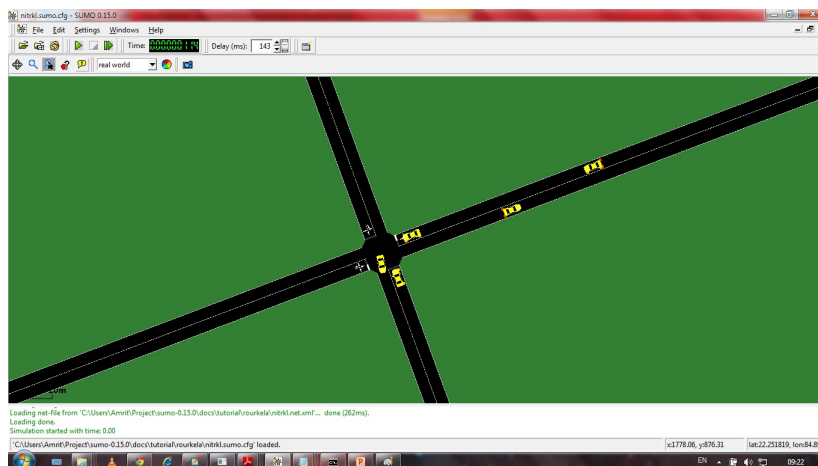 nitrkl.sumo.cfg - SUMO 0.15.0
File Edit Settings Windows Help
Time: Delay (ms): 143
real world
Loading net-file from 'C:\Users\Amrit\Project\sumo-0.15.0\docs\tutorial\rourkela\nitrkl.net.xml'... done (262ms).
Loading done.
Simulation started with time: 0.00
'C:\Users\Amrit\Project\sumo-0.15.0\docs\tutorial\rourkela\nitrkl.sumo.cfg' loaded. x:1778.06, y:876.31 lat:22.251819, lon:84.8
EN 09:22